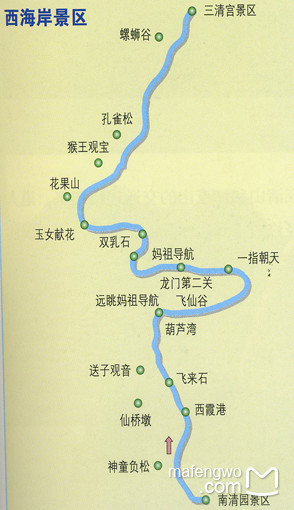 西海岸景区
三清宫景区
螺蛳谷
孔雀松
猴王观宝
花果山
玉女献花
双乳石
妈祖导航
一指朝天
龙门第二关
远眺妈祖导航
飞仙谷
葫芦湾
送子观音
飞来石
西霞港
仙桥墩
神童负松
南清园景区
mafengwo
.com